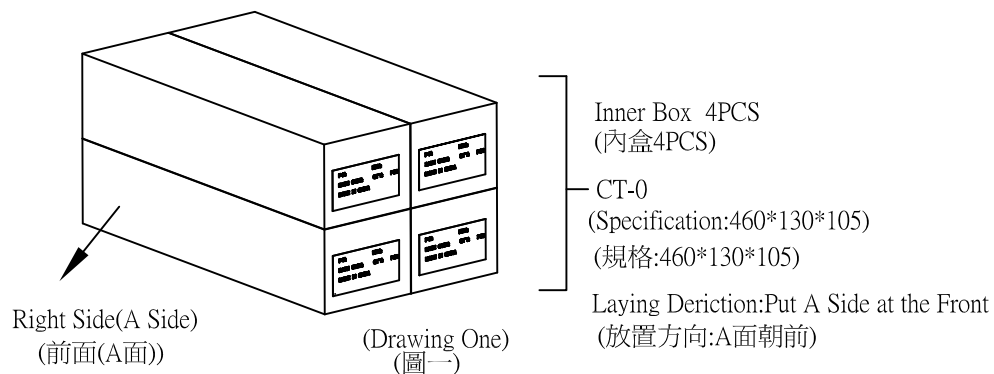 Inner Box 4PCS
(內盒4PCS)
CT-0
(Specification:460*130*105)
(規格:460*130*105)
Laying Deriction:Put A Side at the Front
(放置方向:A面朝前)
Right Side(A Side)
(前面(A面))
(Drawing One)
(圖一)